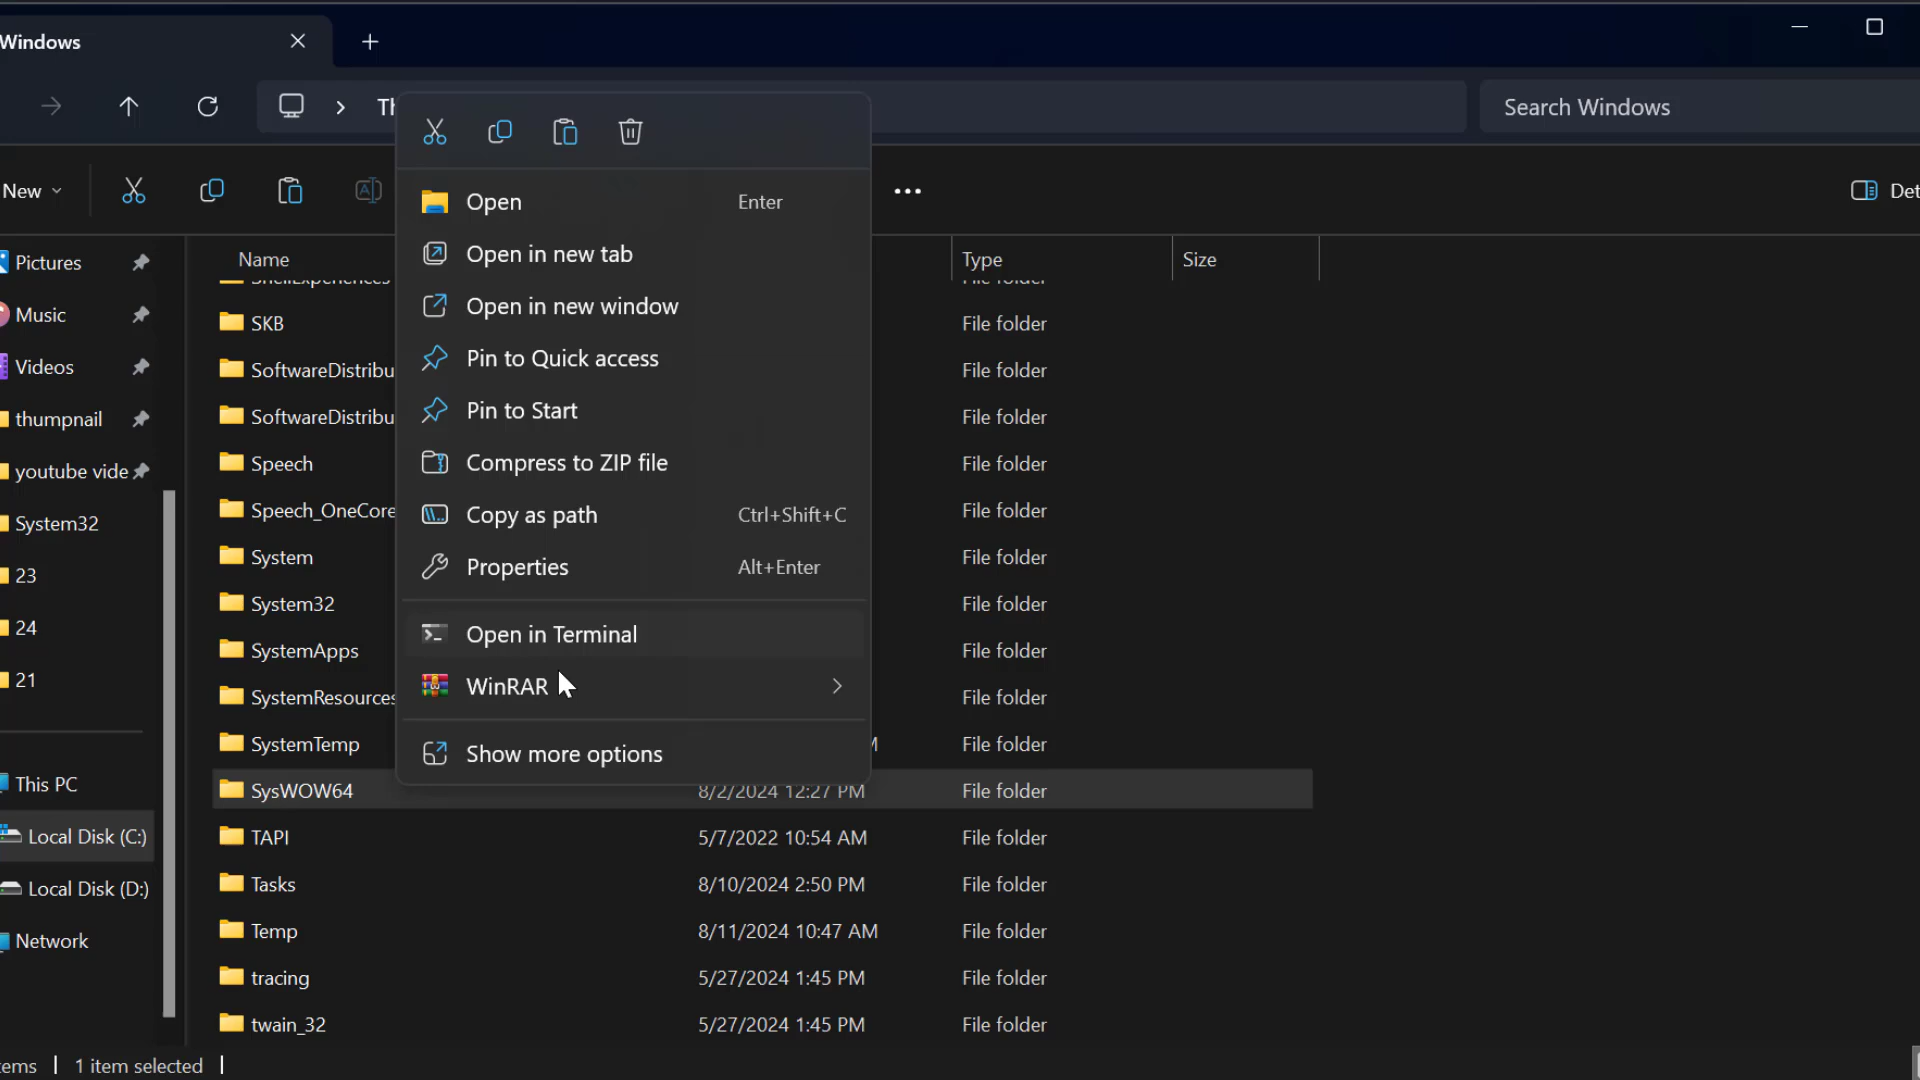 Windows
Th
Search Windows
New
Det
Open Enter
Open in new tab
Open in new window
Pin to Quick access
Pin to Start
Compress to ZIP file
Copy as path Ctrl+Shift+C
Properties Alt+Enter
Open in Terminal
WinRAR
Show more options
Pictures
Music
Videos
thumpnail
youtube vide
System32
23
24
21
This PC
Local Disk (C:)
Local Disk (D:)
Network
Name Type Size
ShellExperiences File folder
SKB File folder
SoftwareDistribu File folder
SoftwareDistribu File folder
Speech File folder
Speech_OneCore File folder
System File folder
System32 File folder
SystemApps File folder
SystemResources File folder
SystemTemp M File folder
SysWOW64 8/2/2024 12:27 PM File folder
TAPI 5/7/2022 10:54 AM File folder
Tasks 8/10/2024 2:50 PM File folder
Temp 8/11/2024 10:47 AM File folder
tracing 5/27/2024 1:45 PM File folder
twain_32 5/27/2024 1:45 PM File folder
ems 1 item selected